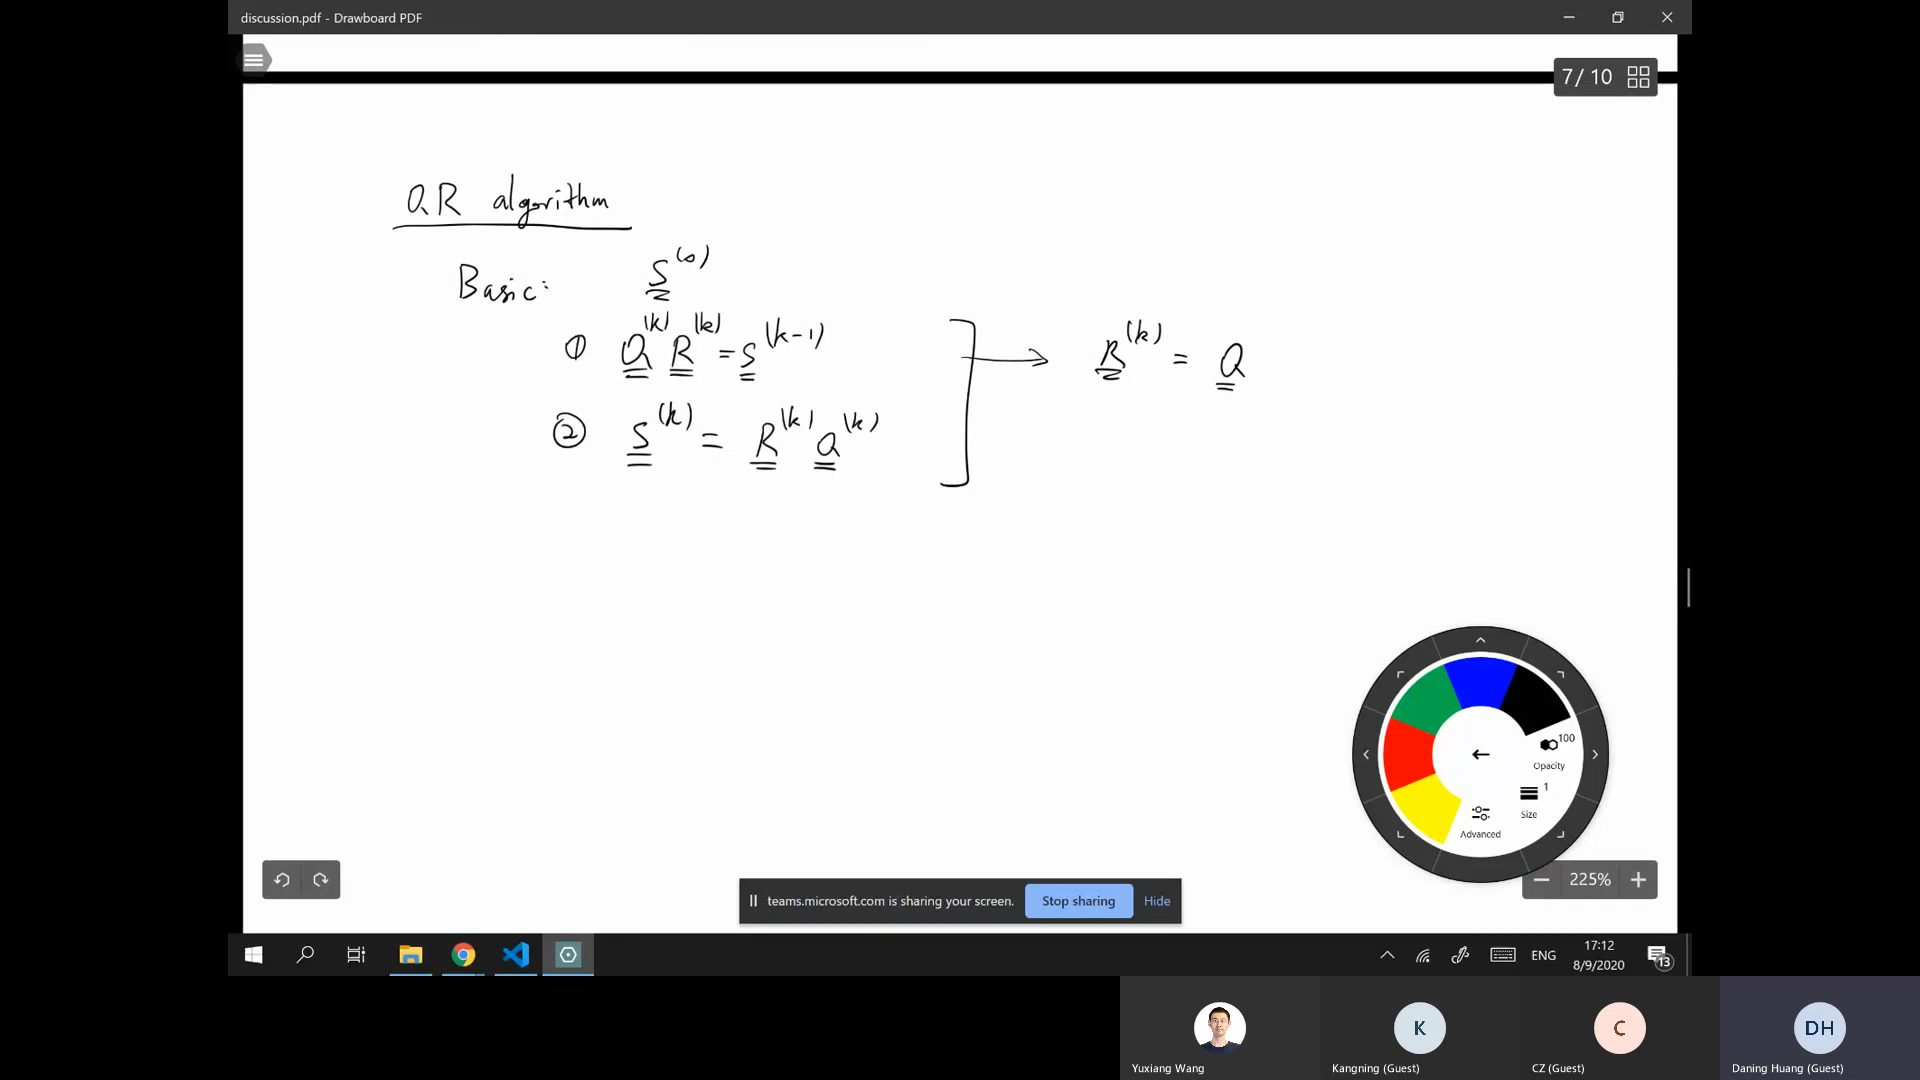 discussion.pdf - Drawboard PDF
7 / 10
QR algorithm
Basic: S^(0)
① Q^(k) R^(k) = S^(k-1)
② S^(k) = R^(k) Q^(k)
R^(k) = Q
100
Opacity
1
Size
Advanced
225%
teams.microsoft.com is sharing your screen. Stop sharing Hide
ENG
17:12
8/9/2020
13
K
C
DH
Yuxiang Wang
Kangning (Guest)
CZ (Guest)
Daning Huang (Guest)